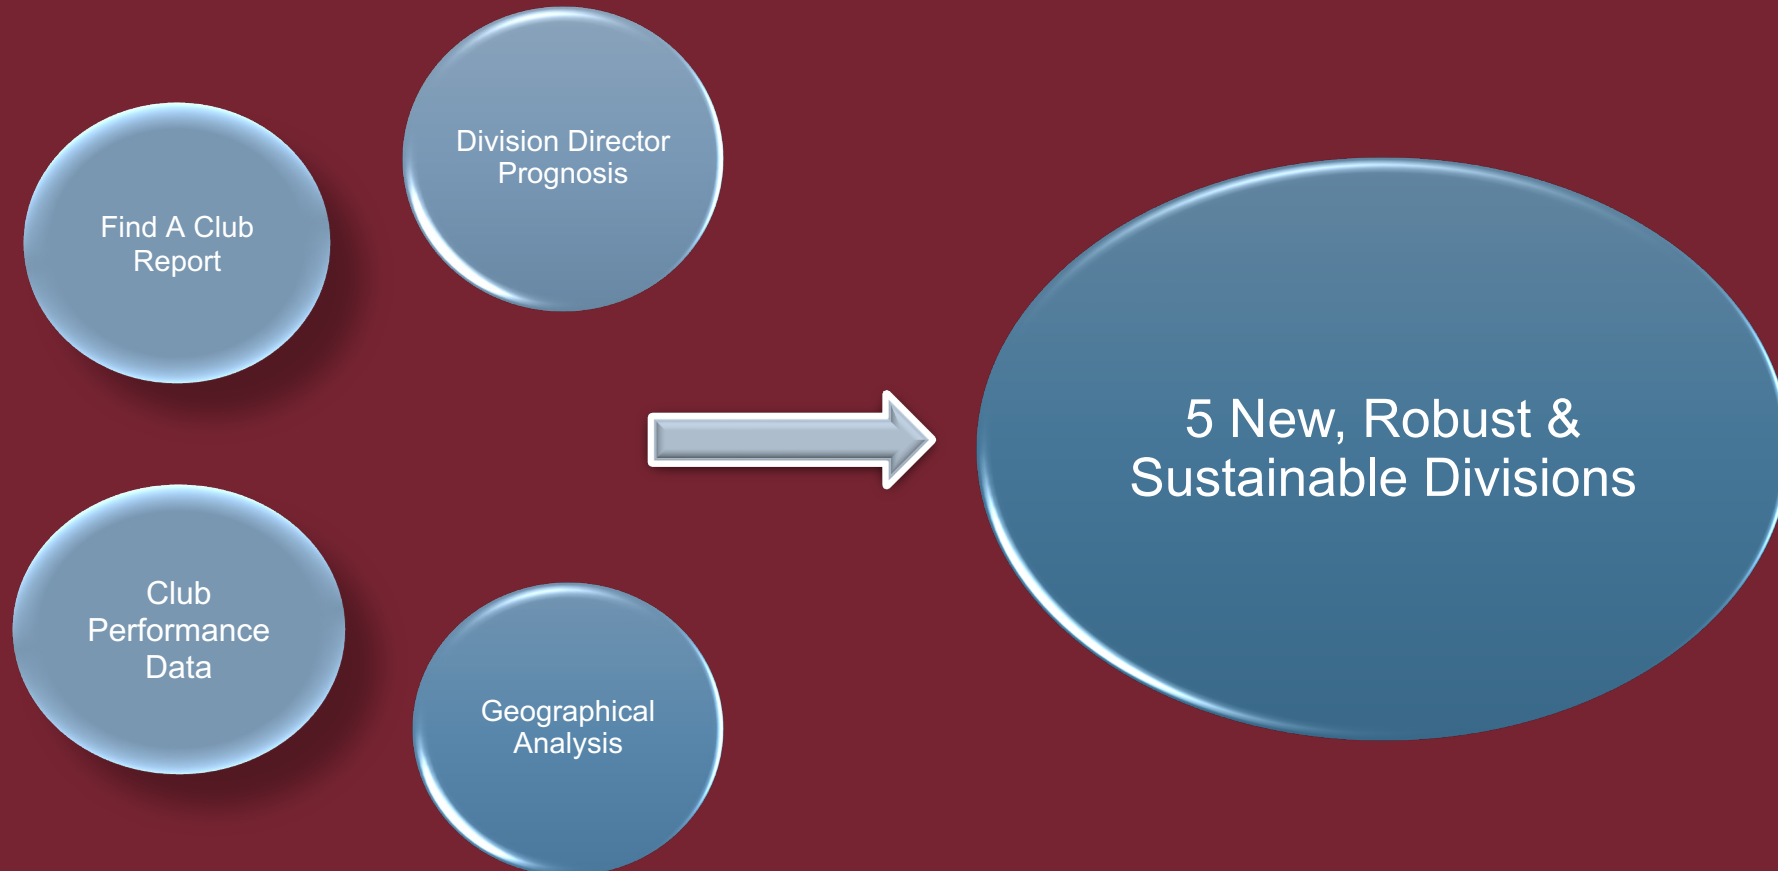 Division Director
Prognosis
Find A Club
Report
5 New, Robust &
Sustainable Divisions
Club
Performance
Data
Geographical
Analysis